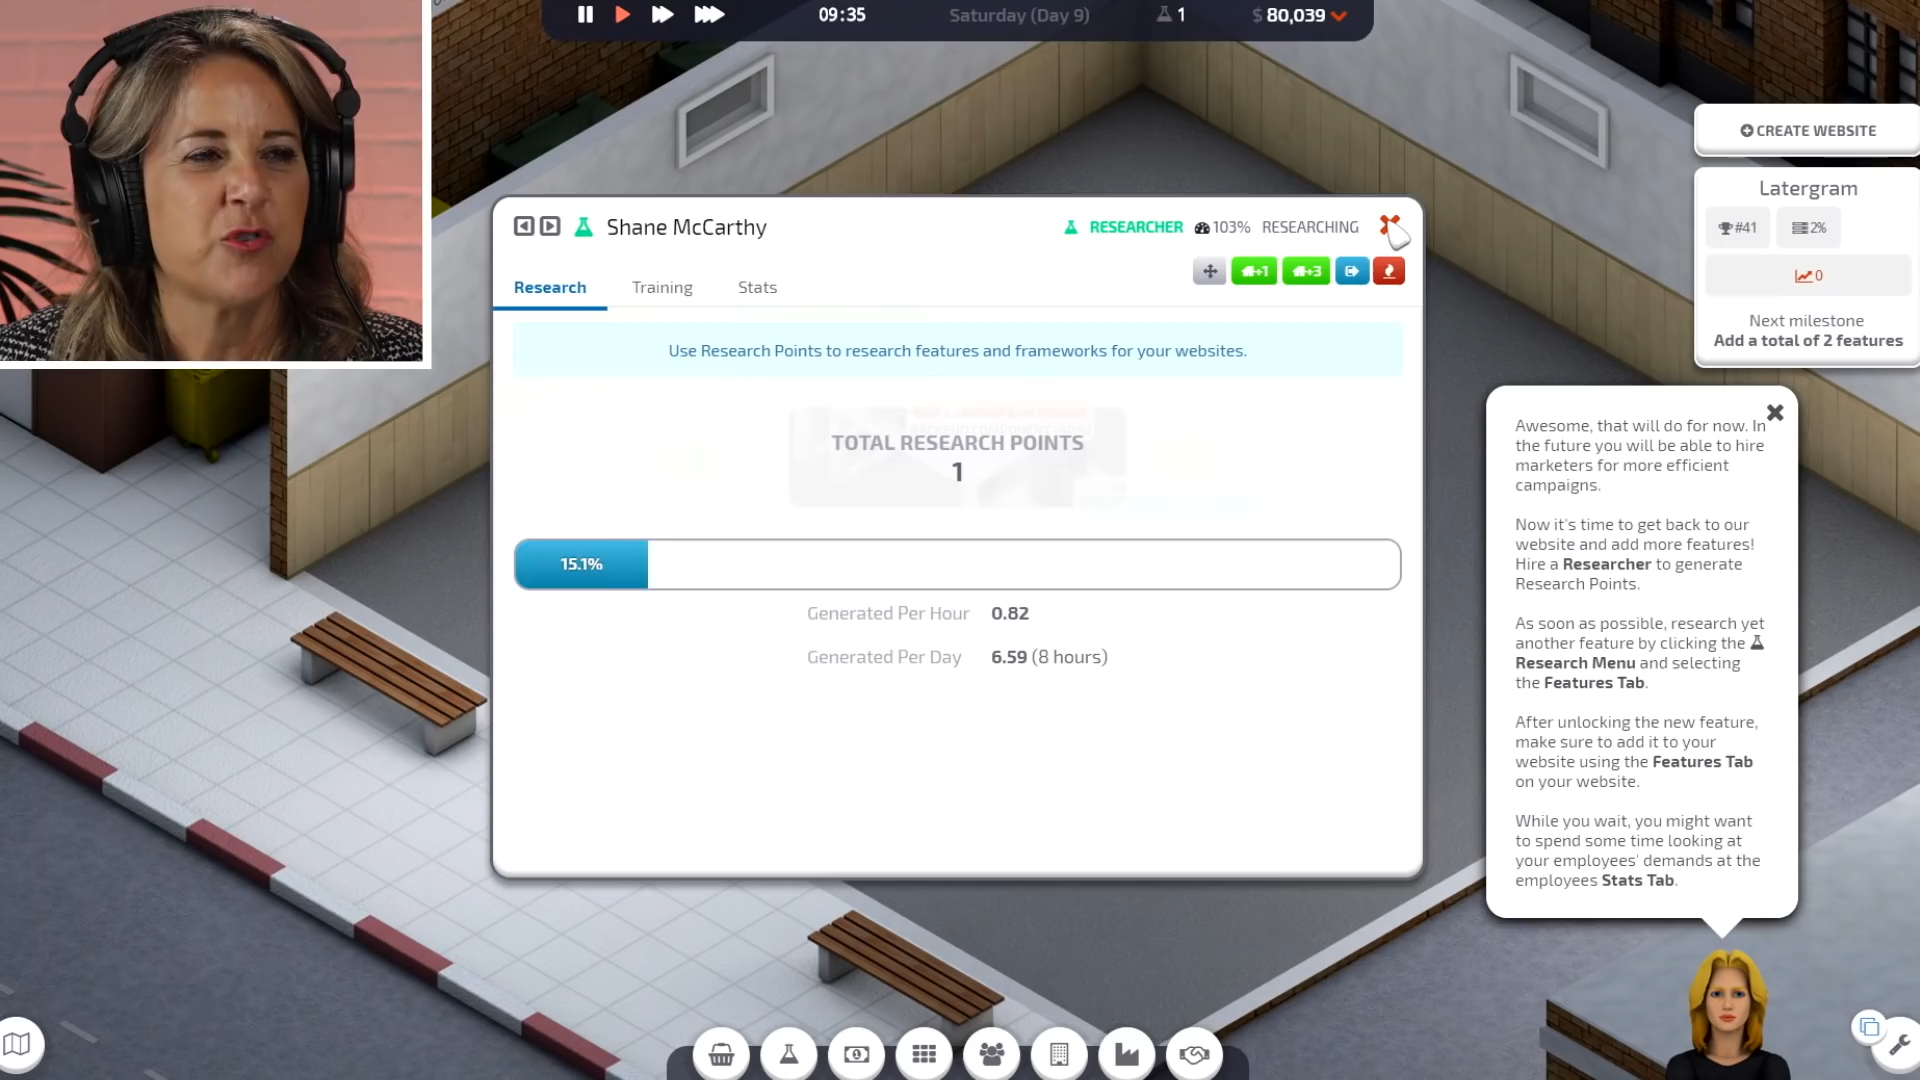 09:35
Saturday (Day 9)
1
$ 80,039
CREATE WEBSITE
Latergram
#41
2%
0
Next milestone
Add a total of 2 features
Shane McCarthy
RESEARCHER
103%
RESEARCHING
+1
+3
Research
Training
Stats
Use Research Points to research features and frameworks for your websites.
TOTAL RESEARCH POINTS
1
15.1%
Generated Per Hour 0.82
Generated Per Day 6.59 (8 hours)
Awesome, that will do for now. In
the future you will be able to hire
marketers for more efficient
campaigns.
Now it's time to get back to our
website and add more features!
Hire a Researcher to generate
Research Points.
As soon as possible, research yet
another feature by clicking the
Research Menu and selecting
the Features Tab.
After unlocking the new feature,
make sure to add it to your
website using the Features Tab
on your website.
While you wait, you might want
to spend some time looking at
your employees' demands at the
employees Stats Tab.